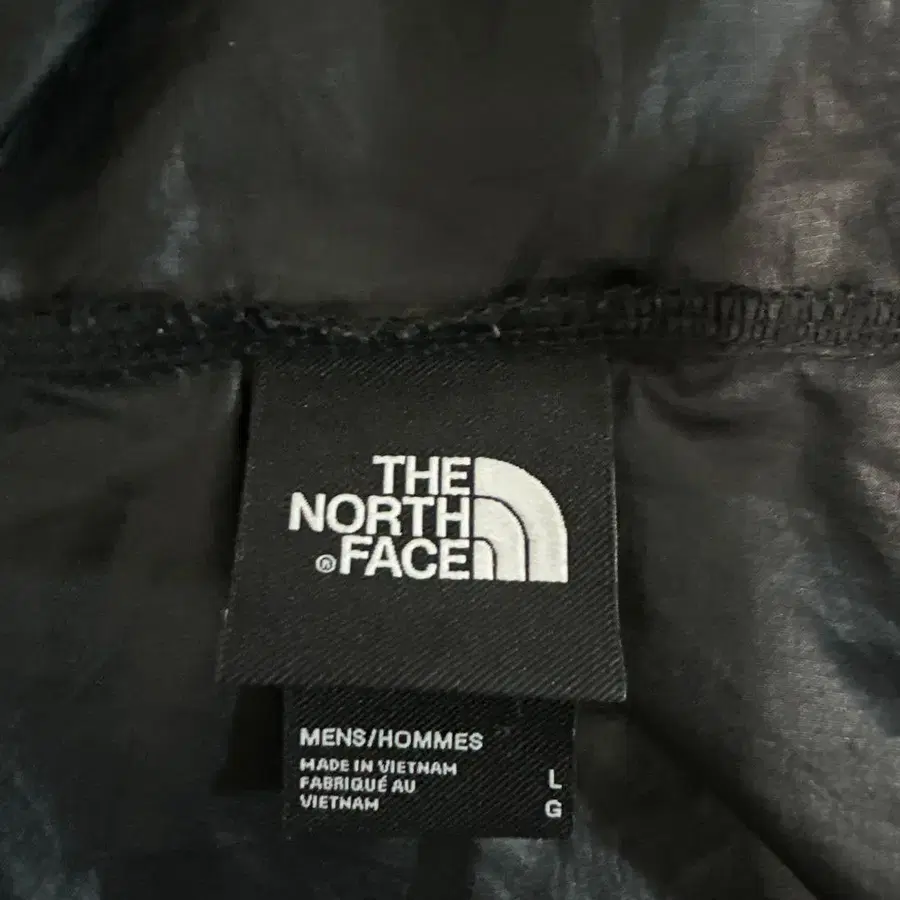 THE
NORTH
®FACE
MENS/HOMMES
MADE IN VIETNAM
FABRIQUÉ AU
VIETNAM
L
G